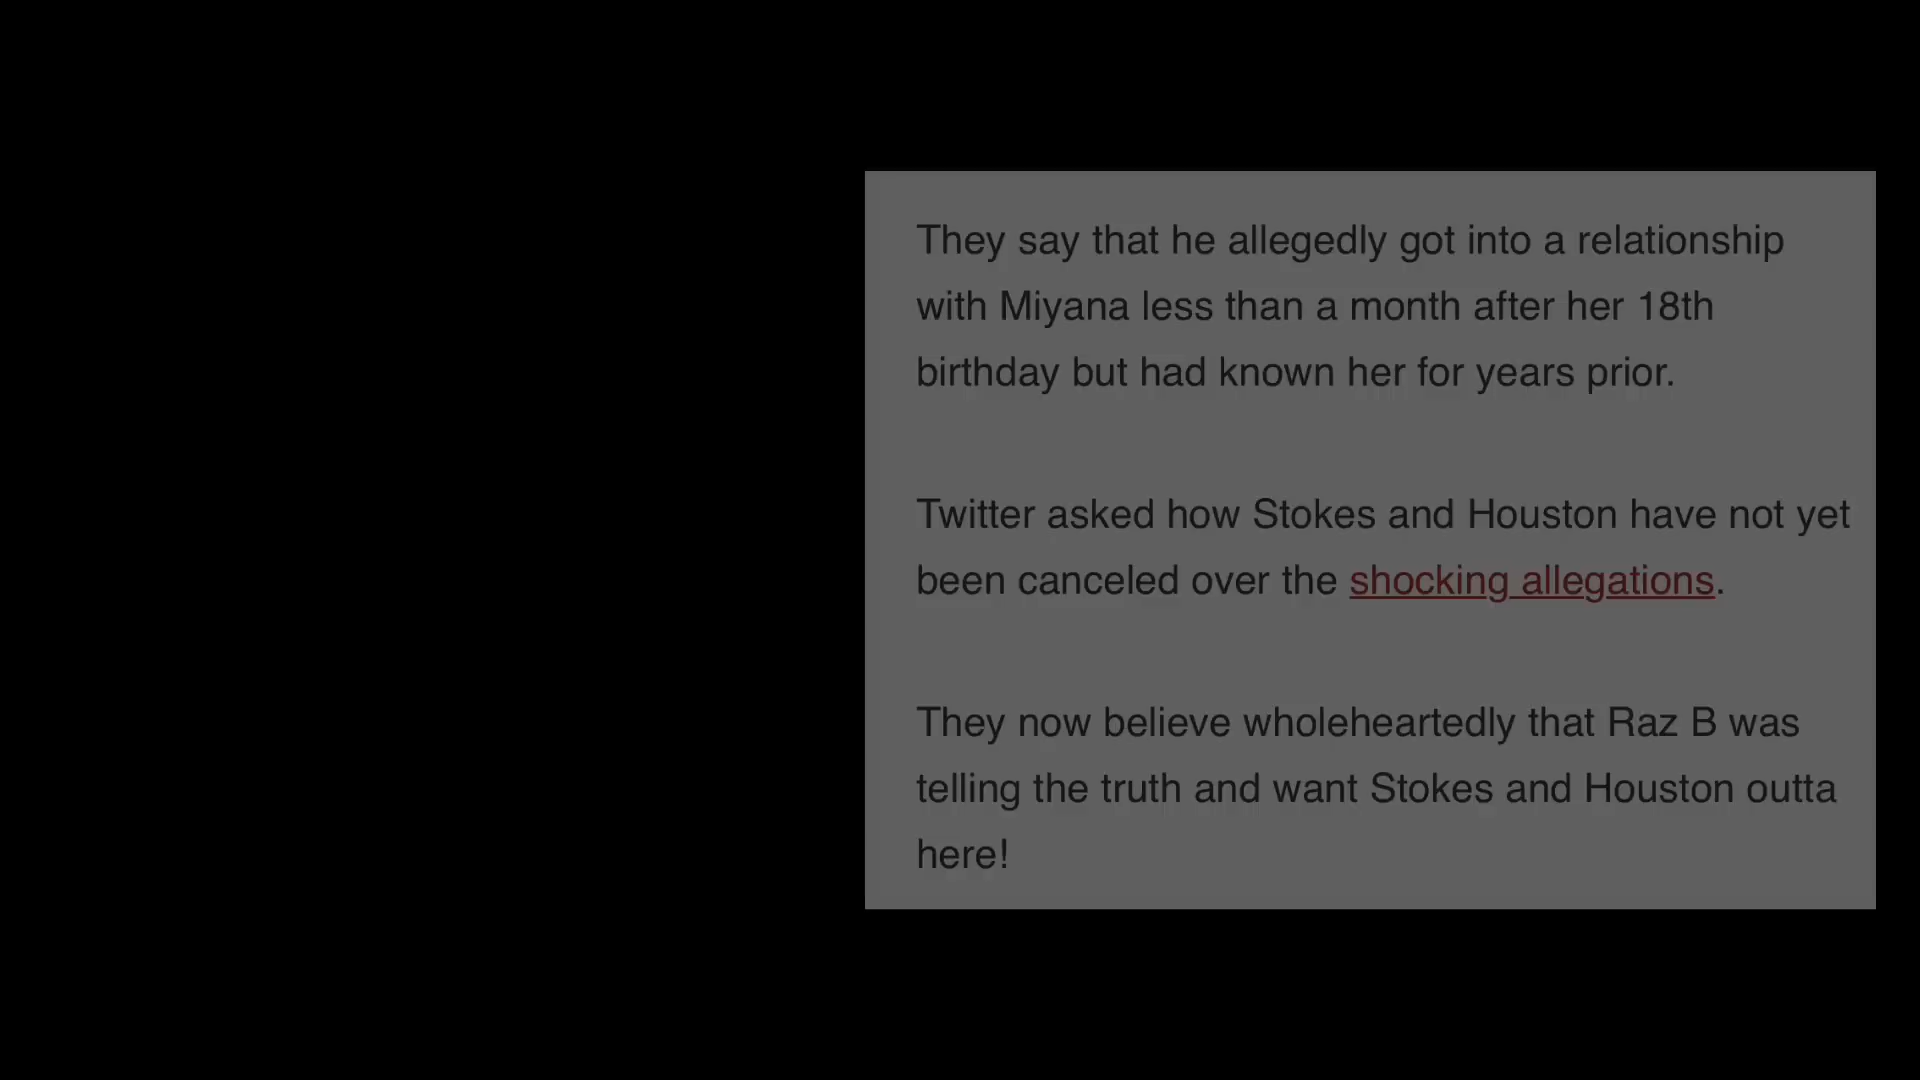 They say that he allegedly got into a relationship
with Miyana less than a month after her 18th
birthday but had known her for years prior.
Twitter asked how Stokes and Houston have not yet
been canceled over the shocking allegations.
They now believe wholeheartedly that Raz B was
telling the truth and want Stokes and Houston outta
here!